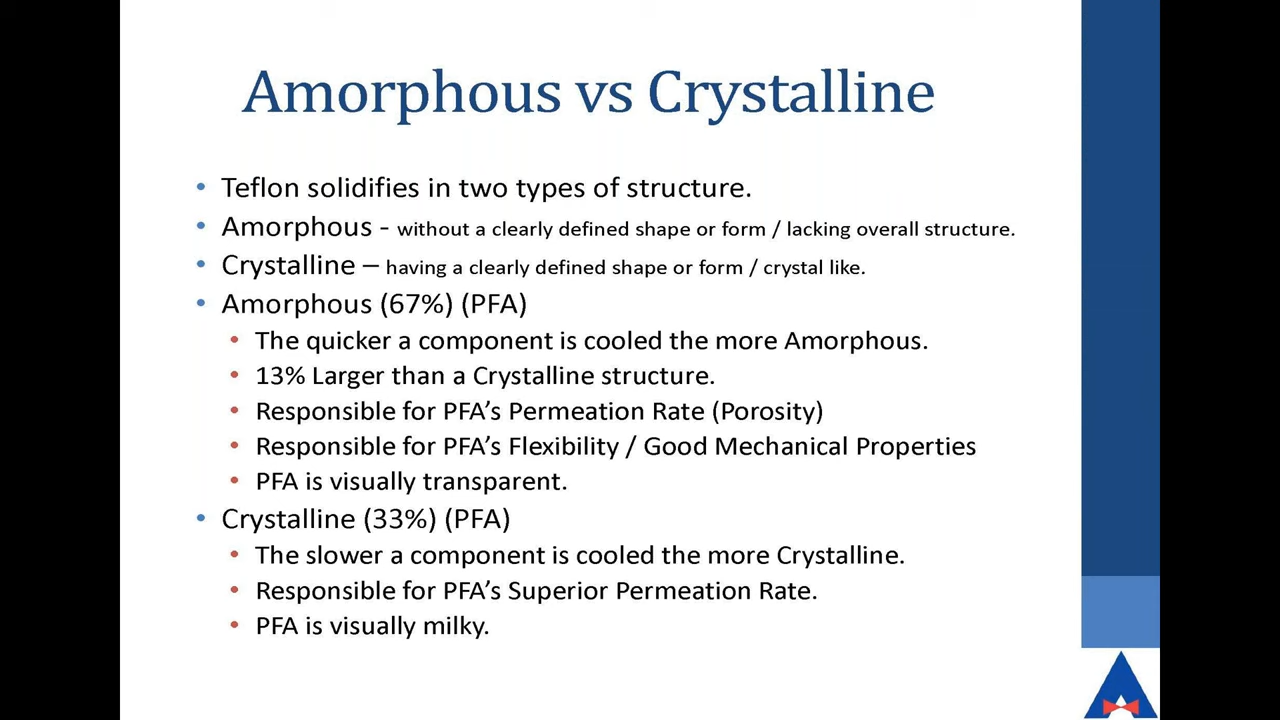 Amorphous vs Crystalline
• Teflon solidifies in two types of structure.
• Amorphous - without a clearly defined shape or form / lacking overall structure.
• Crystalline – having a clearly defined shape or form / crystal like.
• Amorphous (67%) (PFA)
• The quicker a component is cooled the more Amorphous.
• 13% Larger than a Crystalline structure.
• Responsible for PFA’s Permeation Rate (Porosity)
• Responsible for PFA’s Flexibility / Good Mechanical Properties
• PFA is visually transparent.
• Crystalline (33%) (PFA)
• The slower a component is cooled the more Crystalline.
• Responsible for PFA’s Superior Permeation Rate.
• PFA is visually milky.